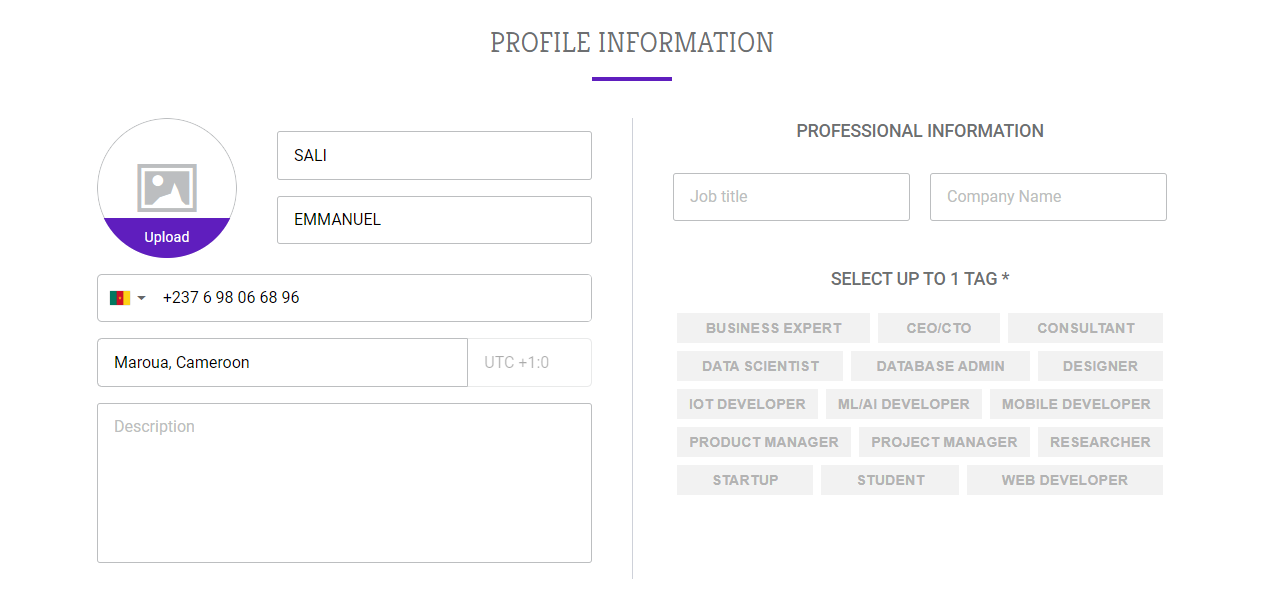 PROFILE INFORMATION
SALI
EMMANUEL
Upload
+237 6 98 06 68 96
Maroua, Cameroon
UTC +1:0
Description
PROFESSIONAL INFORMATION
Job title
Company Name
SELECT UP TO 1 TAG *
BUSINESS EXPERT CEO/CTO CONSULTANT
DATA SCIENTIST DATABASE ADMIN DESIGNER
IOT DEVELOPER ML/AI DEVELOPER MOBILE DEVELOPER
PRODUCT MANAGER PROJECT MANAGER RESEARCHER
STARTUP STUDENT WEB DEVELOPER